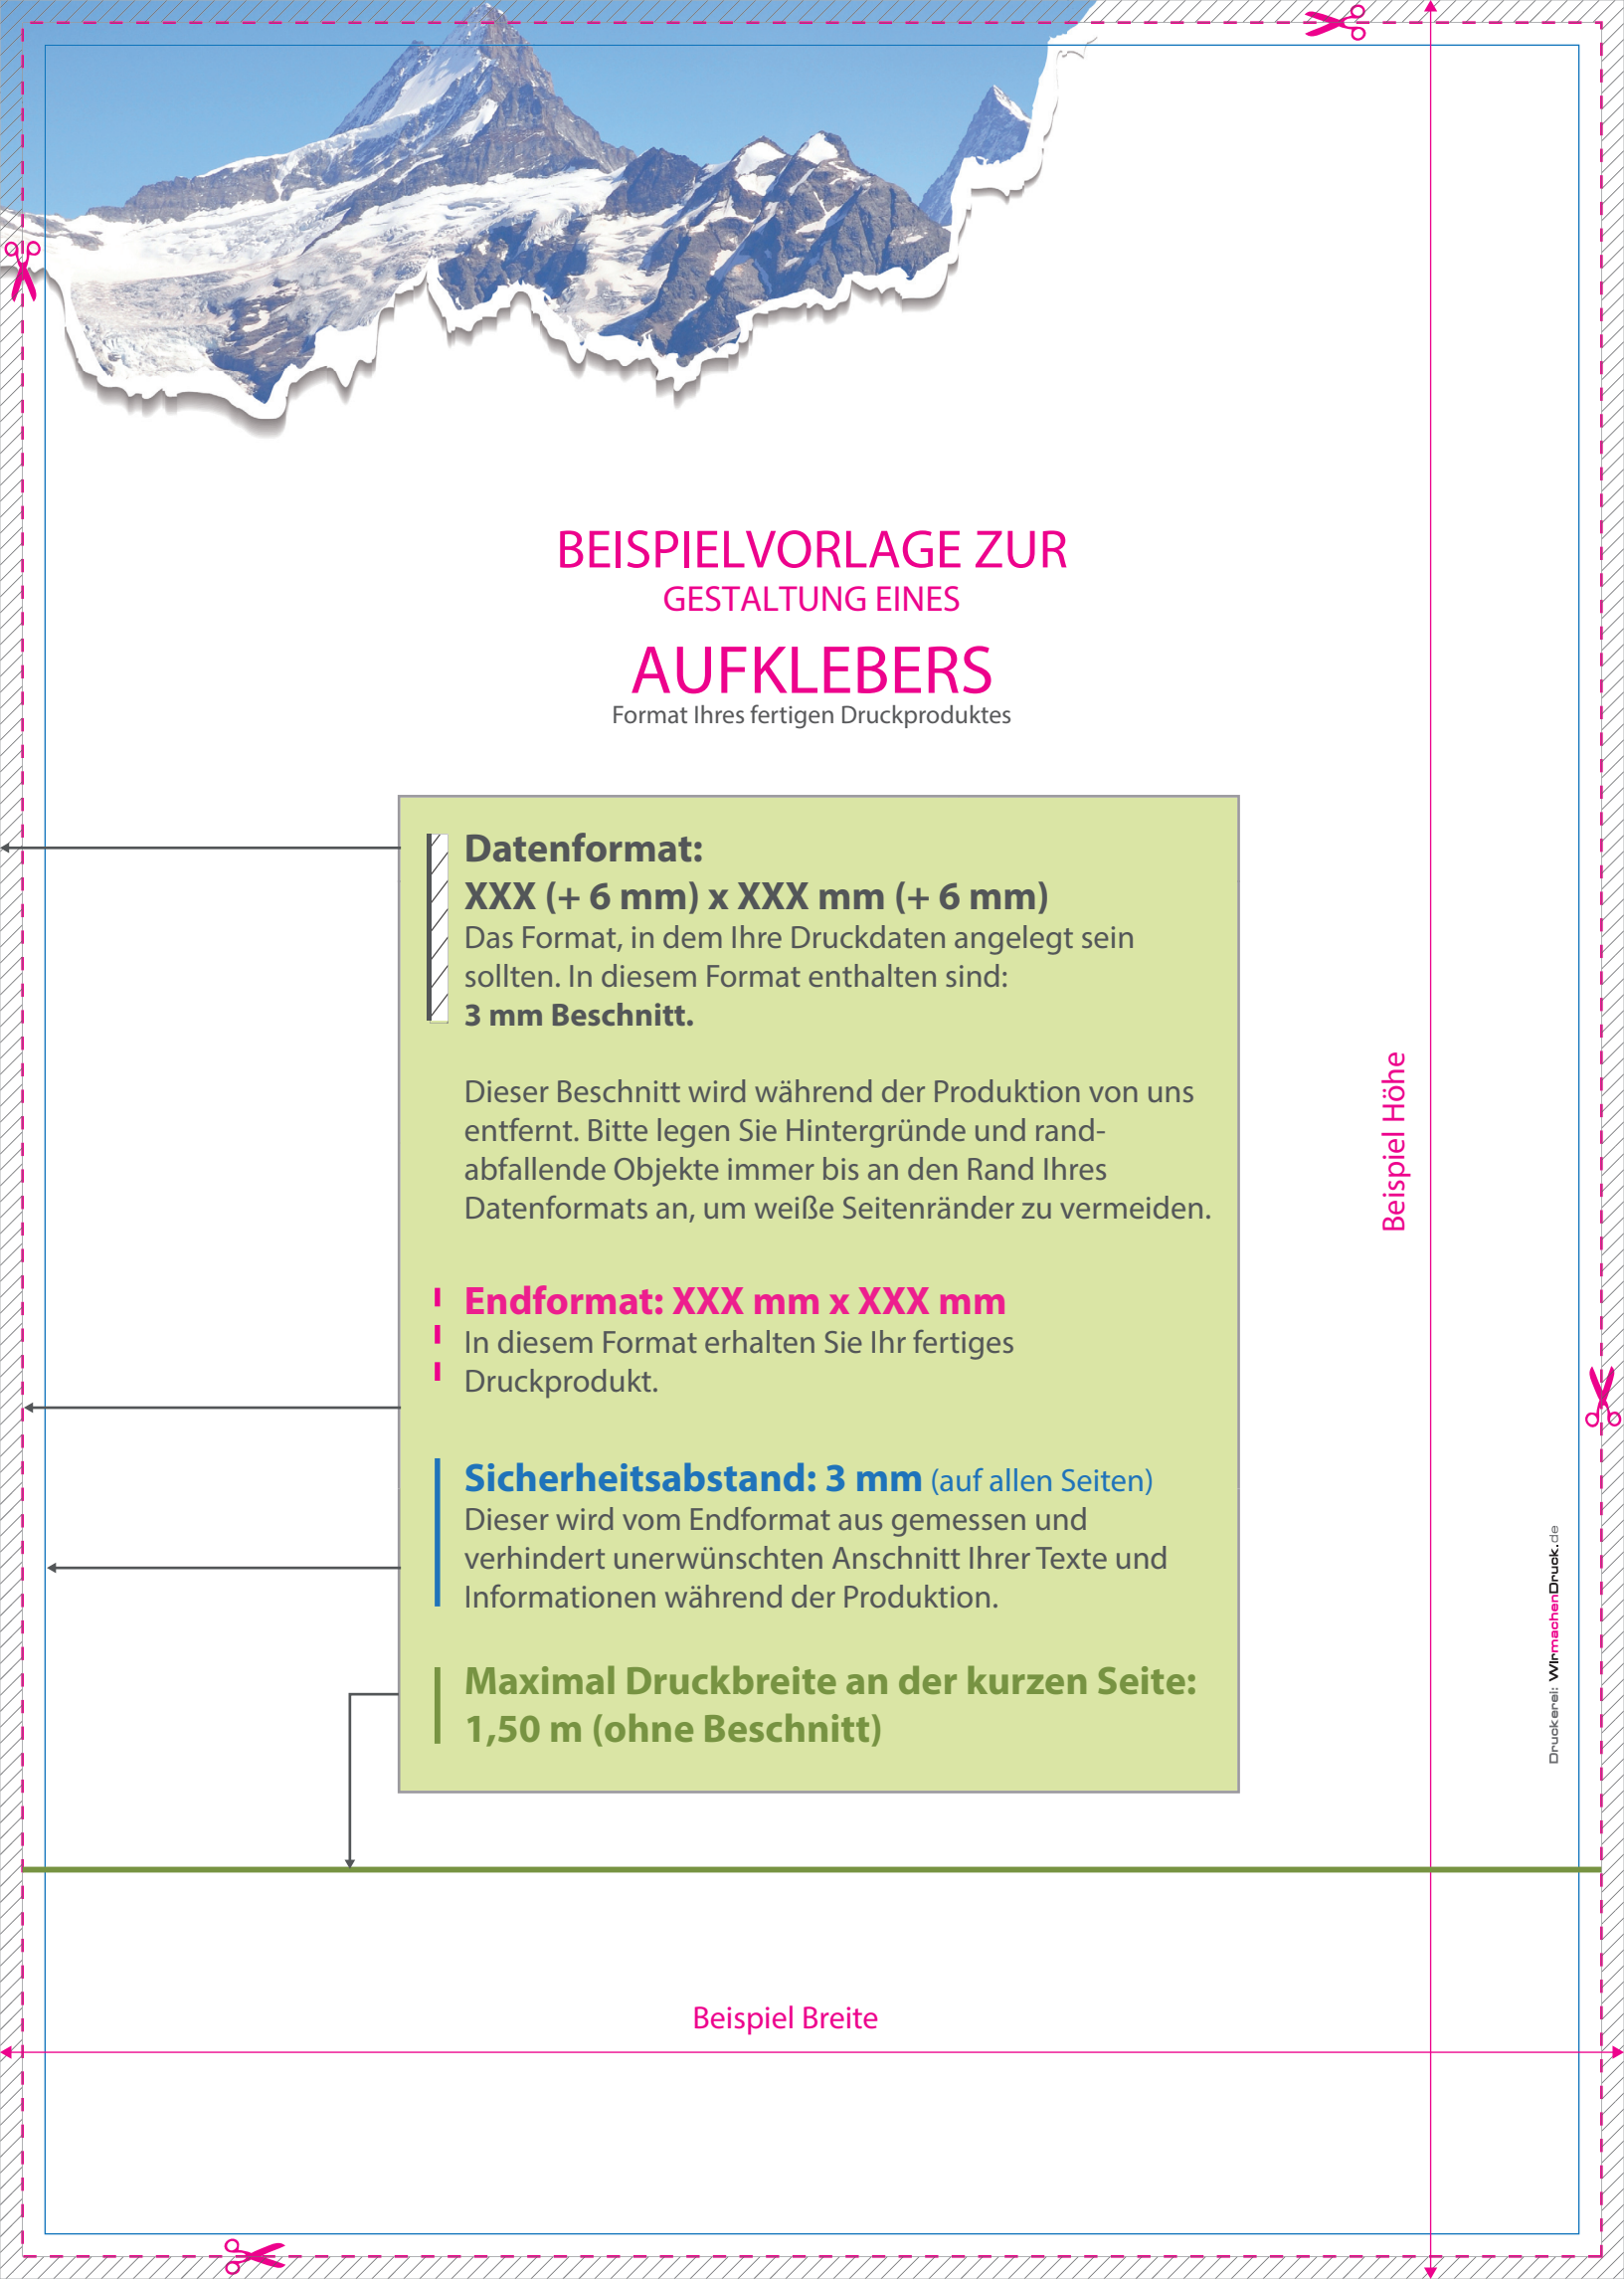 BEISPIELVORLAGE ZUR
GESTALTUNG EINES
AUFKLEBERS
Format Ihres fertigen Druckproduktes
Datenformat:
XXX (+ 6 mm) x XXX mm (+ 6 mm)
Das Format, in dem Ihre Druckdaten angelegt sein
sollten. In diesem Format enthalten sind:
3 mm Beschnitt.
Dieser Beschnitt wird während der Produktion von uns
entfernt. Bitte legen Sie Hintergründe und rand-
abfallende Objekte immer bis an den Rand Ihres
Datenformats an, um weiße Seitenränder zu vermeiden.
Endformat: XXX mm x XXX mm
In diesem Format erhalten Sie Ihr fertiges
Druckprodukt.
Sicherheitsabstand: 3 mm (auf allen Seiten)
Dieser wird vom Endformat aus gemessen und
verhindert unerwünschten Anschnitt Ihrer Texte und
Informationen während der Produktion.
Maximal Druckbreite an der kurzen Seite:
1,50 m (ohne Beschnitt)
Beispiel Höhe
Druckerei: WirmachenDruck.de
Beispiel Breite